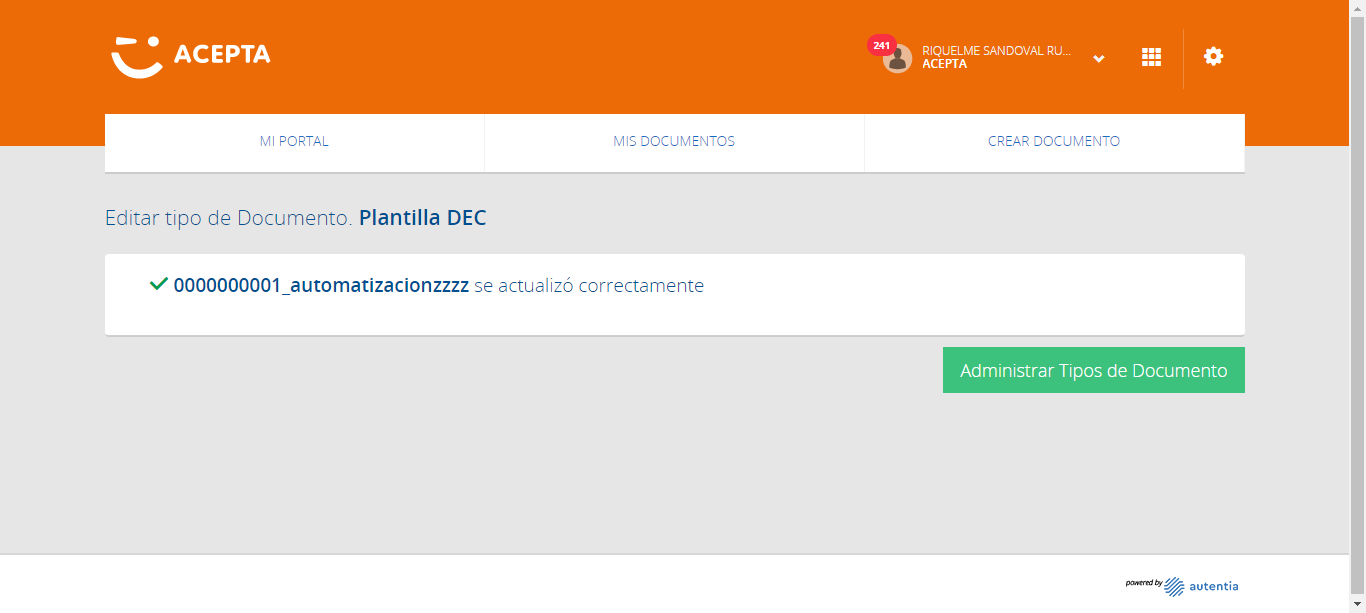 ACEPTA
241
RIQUELME SANDOVAL RU...
ACEPTA
MI PORTAL
MIS DOCUMENTOS
CREAR DOCUMENTO
Editar tipo de Documento. Plantilla DEC
0000000001_automatizacionzzzz se actualizó correctamente
Administrar Tipos de Documento
powered by autentia